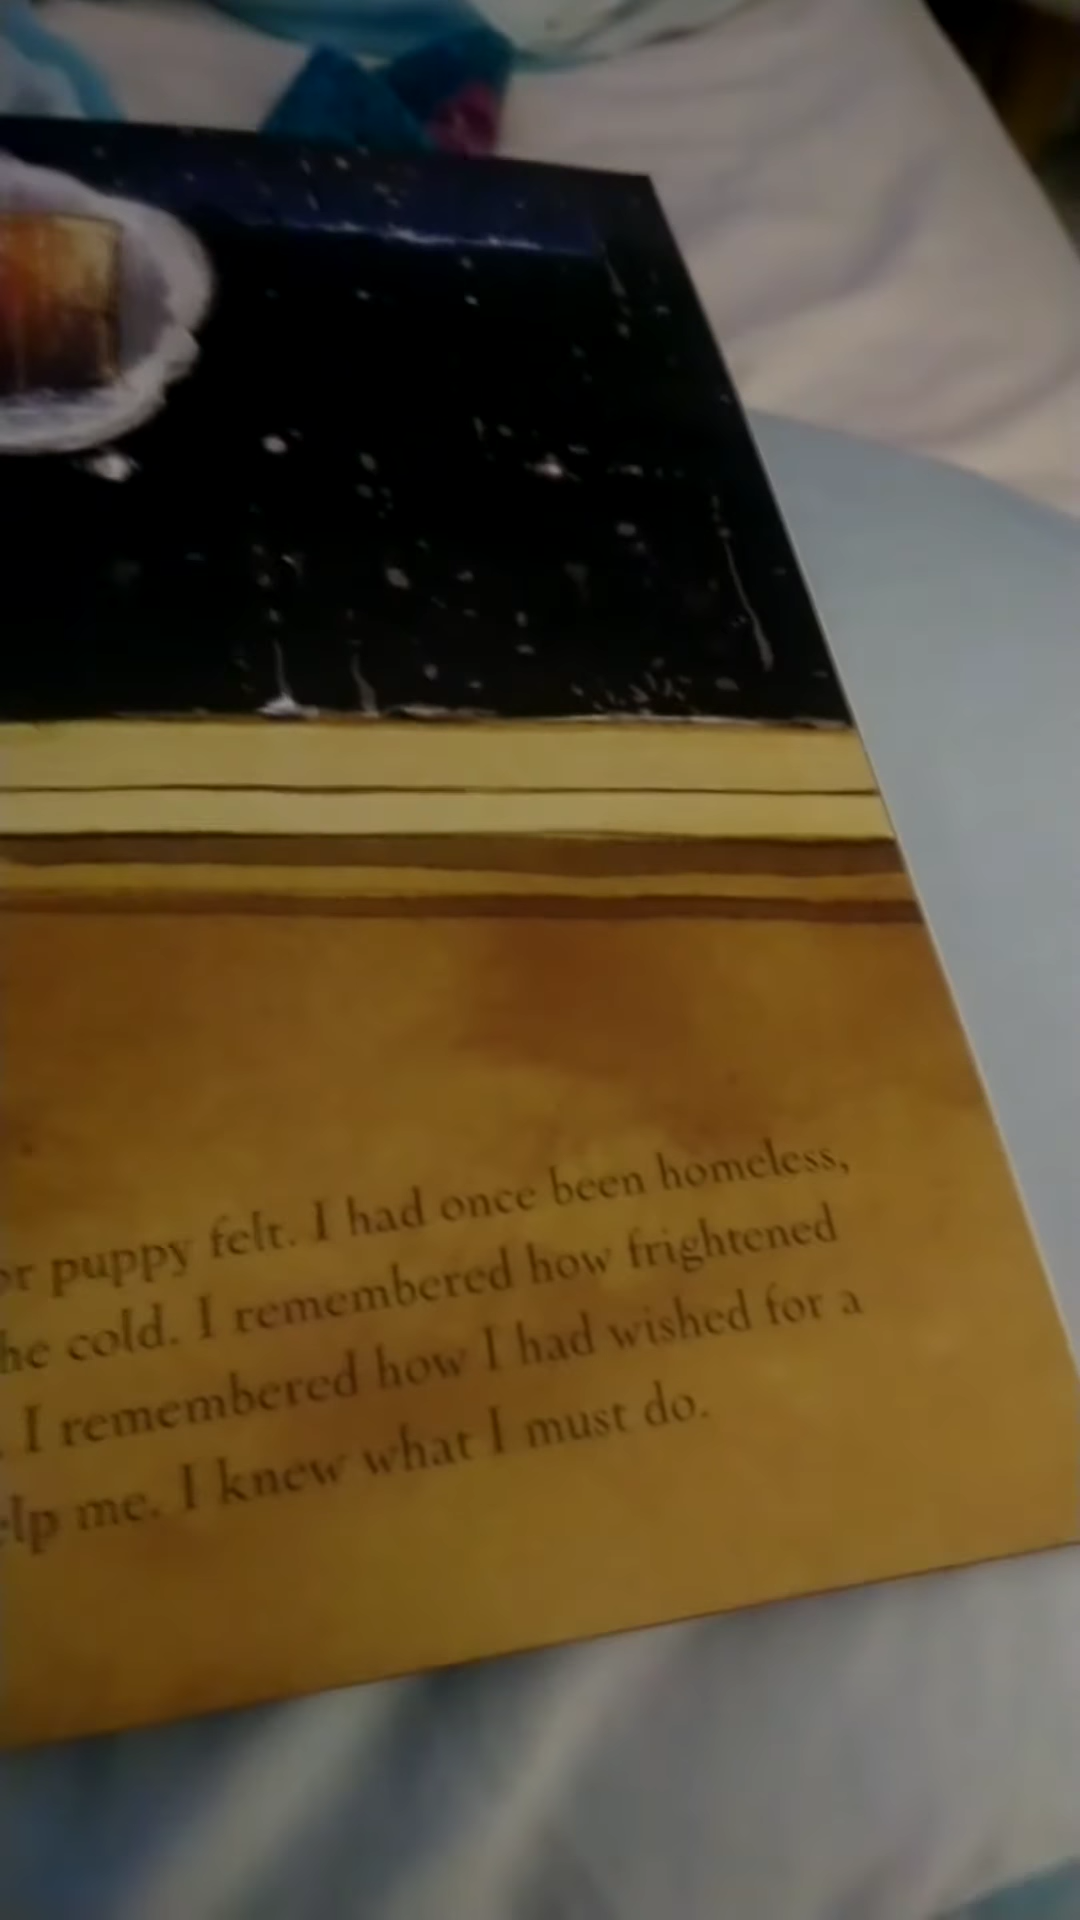 puppy felt. I had once been homeless,
cold. I remembered how frightened
I remembered how I had wished for a
me. I knew what I must do.